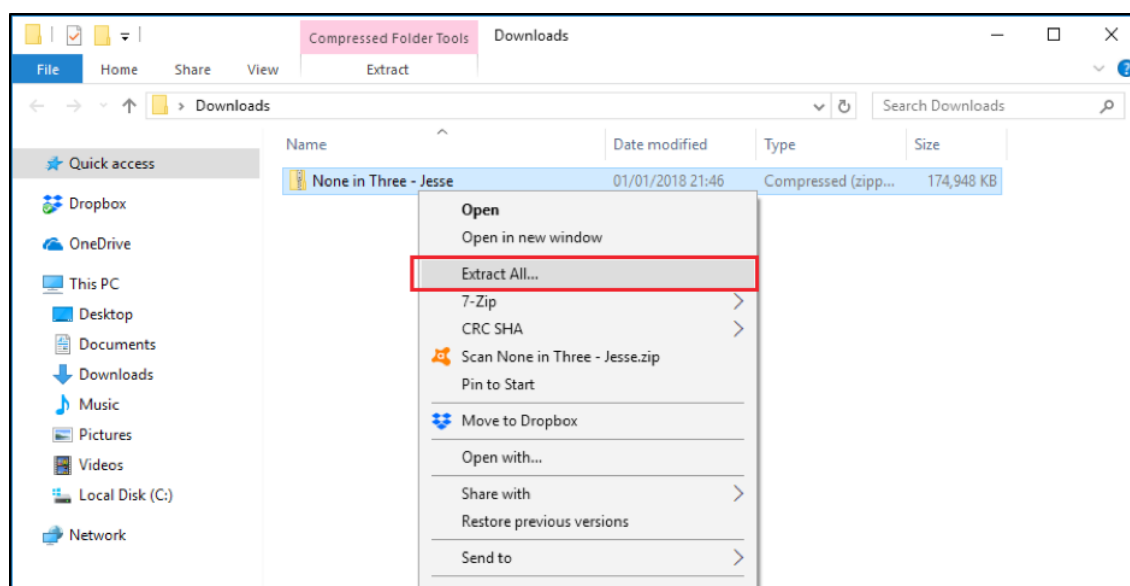 Compressed Folder Tools Downloads
File Home Share View Extract
Downloads Search Downloads
Name Date modified Type Size
Quick access
None in Three - Jesse 01/01/2018 21:46 Compressed (zipp... 174,948 KB
Dropbox
OneDrive
This PC
Desktop
Documents
Downloads
Music
Pictures
Videos
Local Disk (C:)
Network
Open
Open in new window
Extract All...
7-Zip
CRC SHA
Scan None in Three - Jesse.zip
Pin to Start
Move to Dropbox
Open with...
Share with
Restore previous versions
Send to